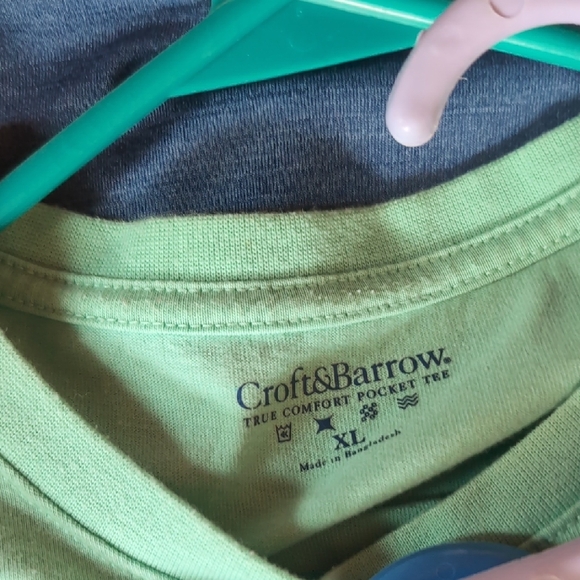 Croft&Barrow®
TRUE COMFORT POCKET TEE
XL
Made in Bangladesh